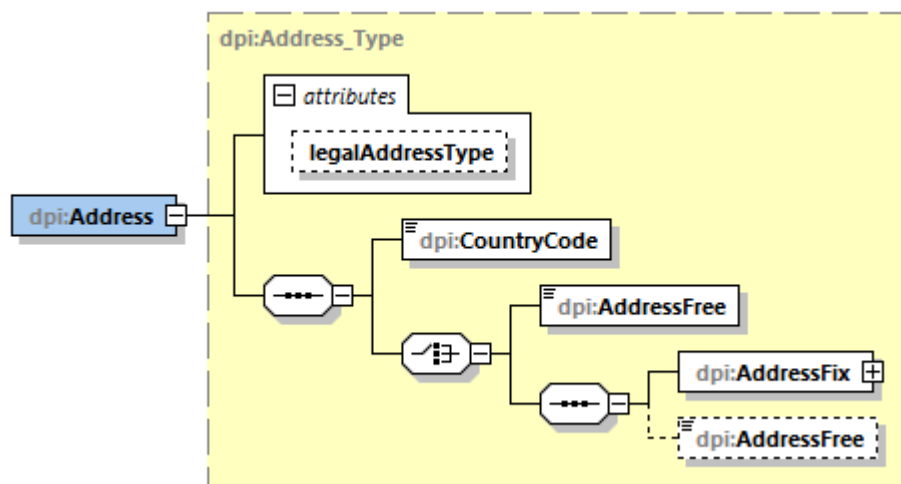 dpi:Address_Type
attributes
legalAddressType
dpi:Address
dpi:CountryCode
dpi:AddressFree
dpi:AddressFix
dpi:AddressFree